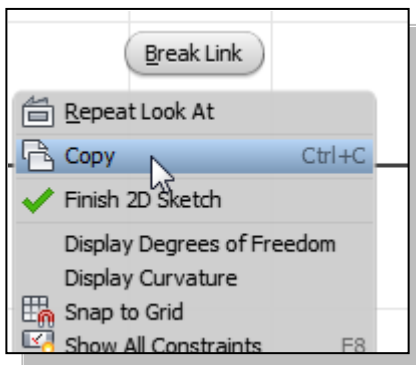 Break Link
Repeat Look At
Copy Ctrl+C
Finish 2D Sketch
Display Degrees of Freedom
Display Curvature
Snap to Grid
Show All Constraints F8